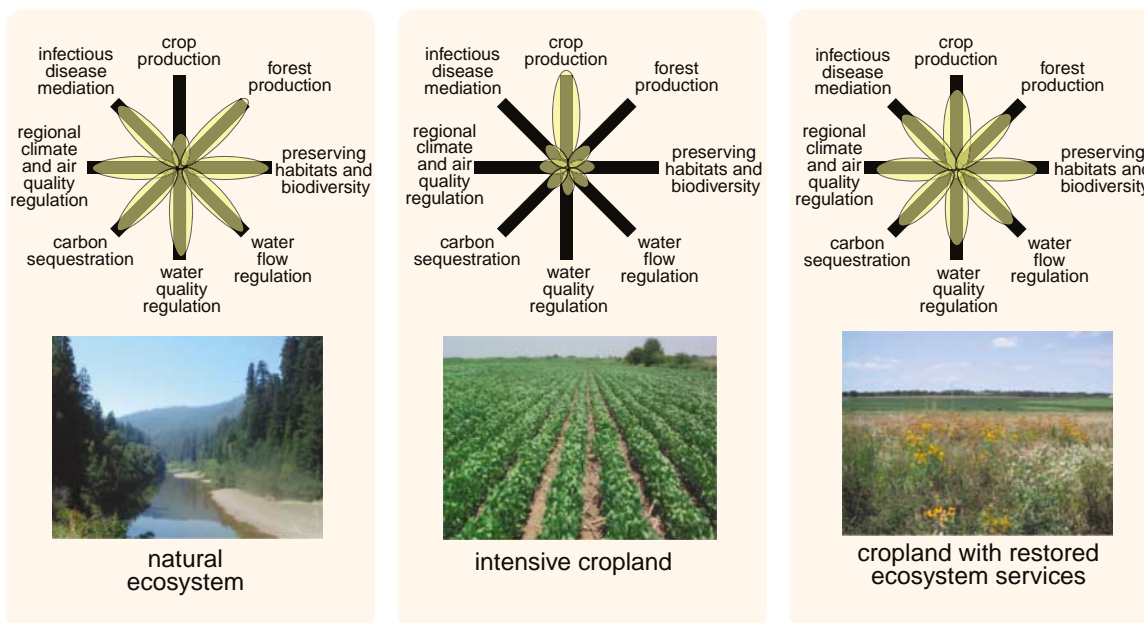 crop
production
infectious
disease
mediation
forest
production
regional
climate
and air
quality
regulation
preserving
habitats and
biodiversity
carbon
sequestration
water
flow
regulation
water
quality
regulation
natural
ecosystem
crop
production
infectious
disease
mediation
forest
production
regional
climate
and air
quality
regulation
preserving
habitats and
biodiversity
carbon
sequestration
water
flow
regulation
water
quality
regulation
intensive cropland
crop
production
infectious
disease
mediation
forest
production
regional
climate
and air
quality
regulation
preserving
habitats and
biodiversity
carbon
sequestration
water
flow
regulation
water
quality
regulation
cropland with restored
ecosystem services